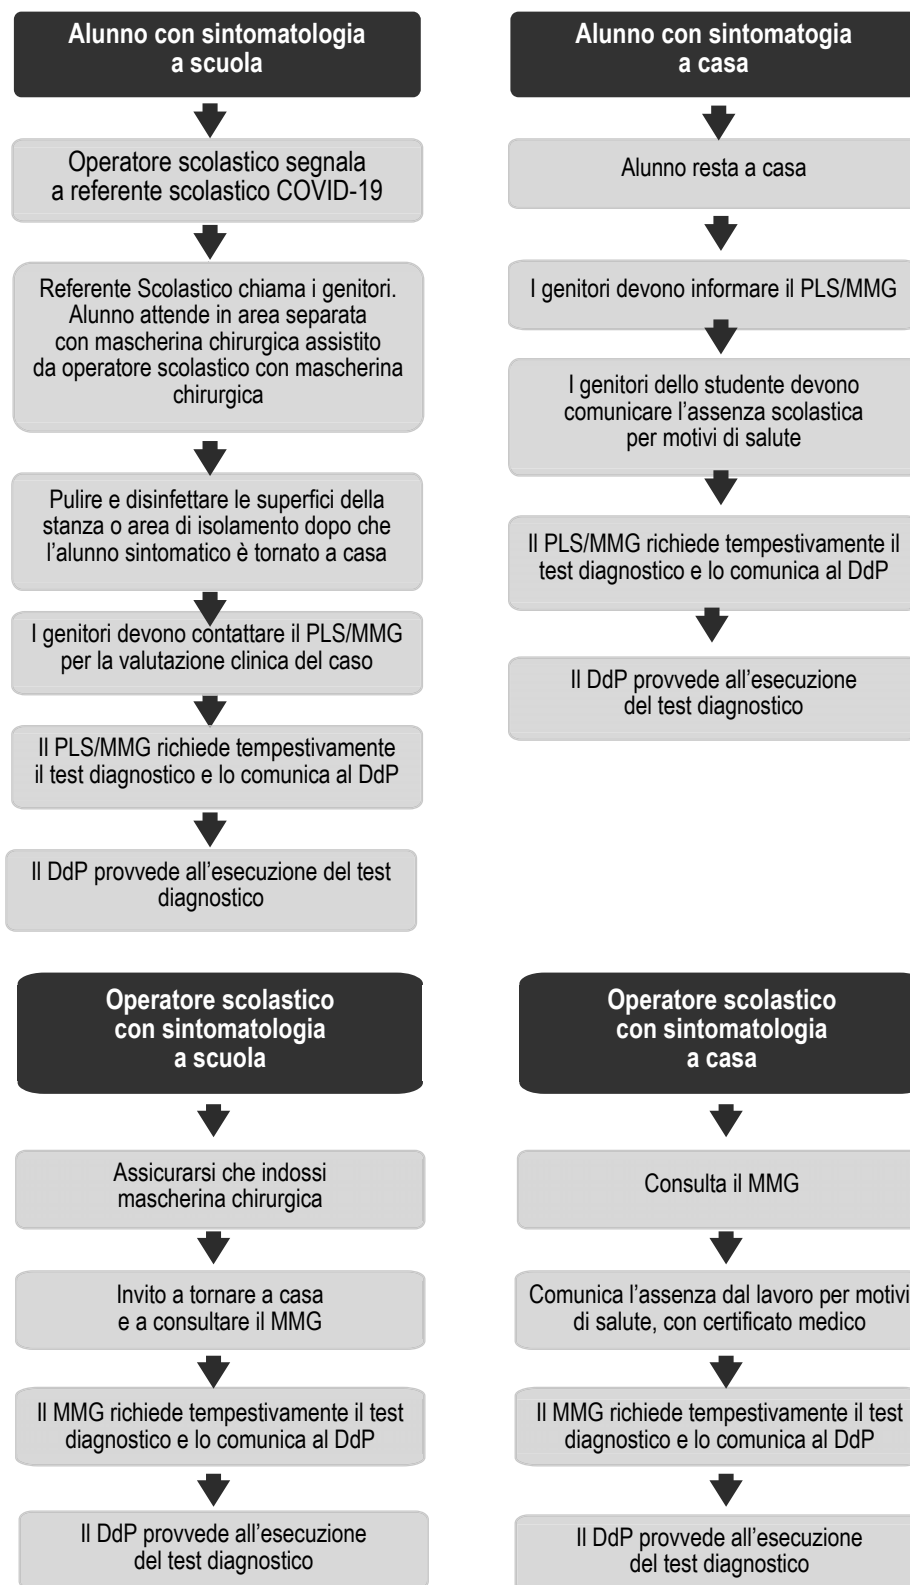 Alunno con sintomatologia
a scuola
Operatore scolastico segnala
a referente scolastico COVID-19
Referente Scolastico chiama i genitori.
Alunno attende in area separata
con mascherina chirurgica assistito
da operatore scolastico con mascherina
chirurgica
Pulire e disinfettare le superfici della
stanza o area di isolamento dopo che
l’alunno sintomatico è tornato a casa
I genitori devono contattare il PLS/MMG
per la valutazione clinica del caso
Il PLS/MMG richiede tempestivamente
il test diagnostico e lo comunica al DdP
Il DdP provvede all’esecuzione del test
diagnostico
Alunno con sintomatogia
a casa
Alunno resta a casa
I genitori devono informare il PLS/MMG
I genitori dello studente devono
comunicare l’assenza scolastica
per motivi di salute
Il PLS/MMG richiede tempestivamente il
test diagnostico e lo comunica al DdP
Il DdP provvede all’esecuzione
del test diagnostico
Operatore scolastico
con sintomatologia
a scuola
Assicurarsi che indossi
mascherina chirurgica
Invito a tornare a casa
e a consultare il MMG
Il MMG richiede tempestivamente il test
diagnostico e lo comunica al DdP
Il DdP provvede all’esecuzione
del test diagnostico
Operatore scolastico
con sintomatologia
a casa
Consulta il MMG
Comunica l’assenza dal lavoro per motivi
di salute, con certificato medico
Il MMG richiede tempestivamente il test
diagnostico e lo comunica al DdP
Il DdP provvede all’esecuzione
del test diagnostico